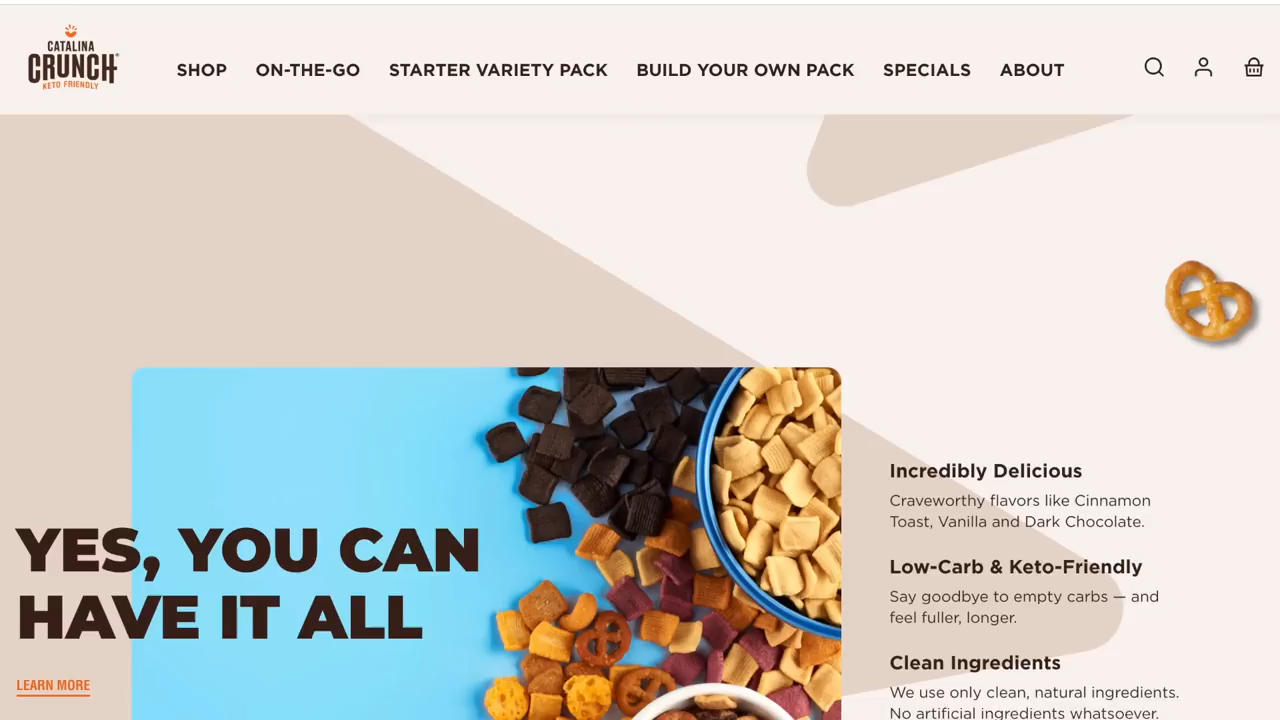 CATALINA
CRUNCH®
KETO FRIENDLY
SHOP
ON-THE-GO
STARTER VARIETY PACK
BUILD YOUR OWN PACK
SPECIALS
ABOUT
YES, YOU CAN
HAVE IT ALL
LEARN MORE
Incredibly Delicious
Craveworthy flavors like Cinnamon
Toast, Vanilla and Dark Chocolate.
Low-Carb & Keto-Friendly
Say goodbye to empty carbs — and
feel fuller, longer.
Clean Ingredients
We use only clean, natural ingredients.
No artificial ingredients whatsoever.